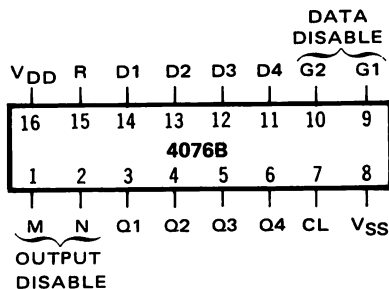 DATA
DISABLE
VDD R D1 D2 D3 D4 G2 G1
16 15 14 13 12 11 10 9
4076B
1 2 3 4 5 6 7 8
M N Q1 Q2 Q3 Q4 CL VSS
OUTPUT
DISABLE